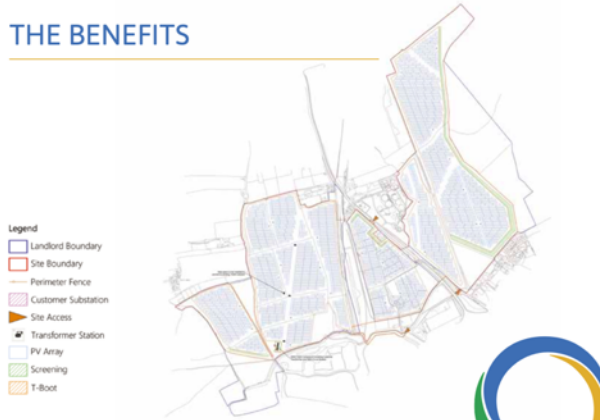 THE BENEFITS
Legend
Landlord Boundary
Site Boundary
Perimeter Fence
Customer Substation
Site Access
Transformer Station
PV Array
Screening
T-Boot